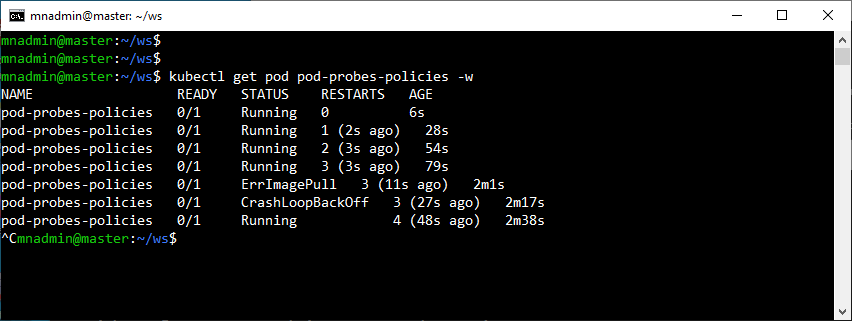 mnadmin@master: ~/ws
mnadmin@master:~/ws$
mnadmin@master:~/ws$
mnadmin@master:~/ws$ kubectl get pod pod-probes-policies -w
NAME                  READY   STATUS    RESTARTS   AGE
pod-probes-policies   0/1     Running   0          6s
pod-probes-policies   0/1     Running   1 (2s ago)   28s
pod-probes-policies   0/1     Running   2 (3s ago)   54s
pod-probes-policies   0/1     Running   3 (3s ago)   79s
pod-probes-policies   0/1     ErrImagePull   3 (11s ago)   2m1s
pod-probes-policies   0/1     CrashLoopBackOff   3 (27s ago)   2m17s
pod-probes-policies   0/1     Running            4 (48s ago)   2m38s
^Cmnadmin@master:~/ws$